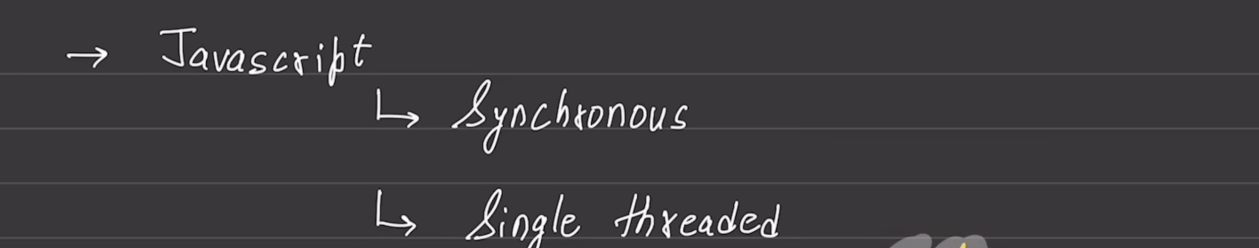 → Javascript
↳ Synchronous
↳ Single threaded